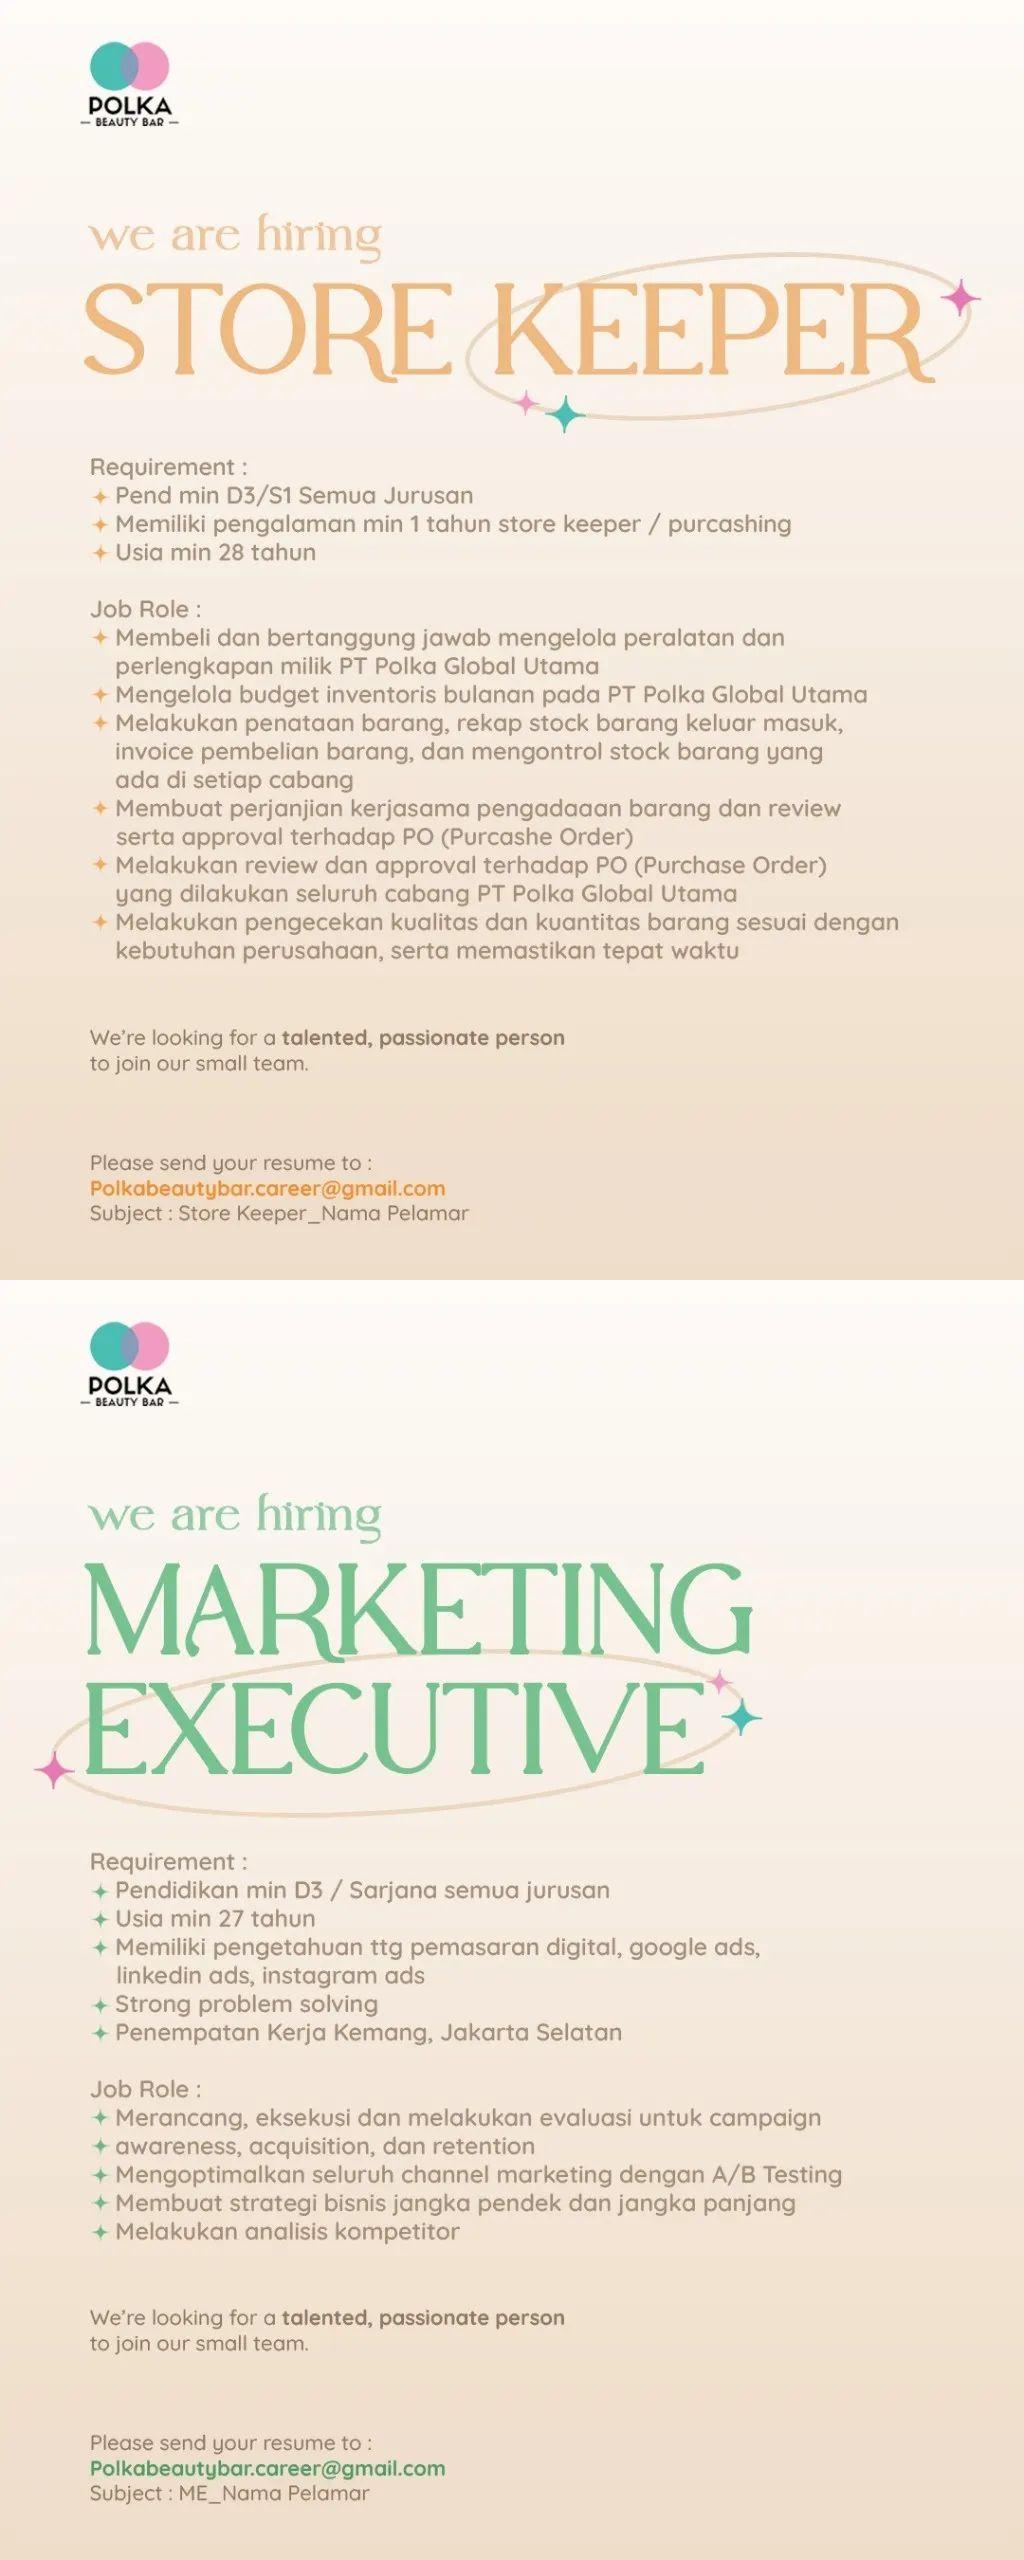 POLKA
— BEAUTY BAR —
we are hiring
STORE KEEPER
Requirement :
Pend min D3/S1 Semua Jurusan
Memiliki pengalaman min 1 tahun store keeper / purcashing
Usia min 28 tahun
Job Role :
Membeli dan bertanggung jawab mengelola peralatan dan
perlengkapan milik PT Polka Global Utama
Mengelola budget inventoris bulanan pada PT Polka Global Utama
Melakukan penataan barang, rekap stock barang keluar masuk,
invoice pembelian barang, dan mengontrol stock barang yang
ada di setiap cabang
Membuat perjanjian kerjasama pengadaaan barang dan review
serta approval terhadap PO (Purcashe Order)
Melakukan review dan approval terhadap PO (Purchase Order)
yang dilakukan seluruh cabang PT Polka Global Utama
Melakukan pengecekan kualitas dan kuantitas barang sesuai dengan
kebutuhan perusahaan, serta memastikan tepat waktu
We're looking for a talented, passionate person
to join our small team.
Please send your resume to :
Polkabeautybar.career@gmail.com
Subject : Store Keeper_Nama Pelamar
POLKA
— BEAUTY BAR —
we are hiring
MARKETING
EXECUTIVE
Requirement :
Pendidikan min D3 / Sarjana semua jurusan
Usia min 27 tahun
Memiliki pengetahuan ttg pemasaran digital, google ads,
linkedin ads, instagram ads
Strong problem solving
Penempatan Kerja Kemang, Jakarta Selatan
Job Role :
Merancang, eksekusi dan melakukan evaluasi untuk campaign
awareness, acquisition, dan retention
Mengoptimalkan seluruh channel marketing dengan A/B Testing
Membuat strategi bisnis jangka pendek dan jangka panjang
Melakukan analisis kompetitor
We're looking for a talented, passionate person
to join our small team.
Please send your resume to :
Polkabeautybar.career@gmail.com
Subject : ME_Nama Pelamar